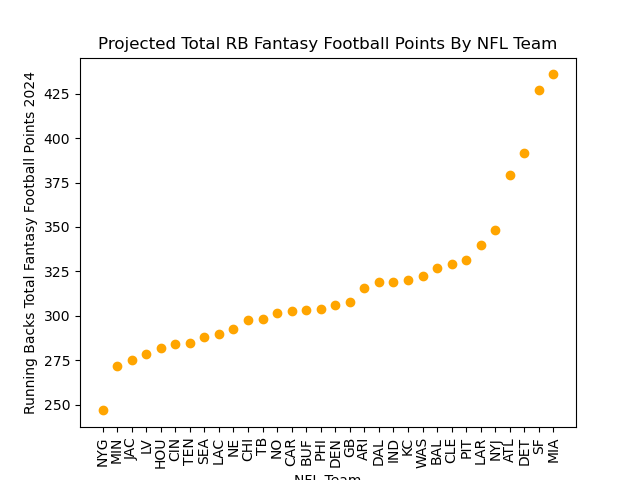 Projected Total RB Fantasy Football Points By NFL Team
Running Backs Total Fantasy Football Points 2024
425
400
375
350
325
300
275
250
NYG
MIN
JAC
LV
HOU
CIN
TEN
SEA
LAC
NE
CHI
TB
NO
CAR
BUF
PHI
DEN
GB
ARI
DAL
IND
KC
WAS
BAL
CLE
PIT
LAR
NYJ
ATL
DET
SF
MIA
NFL Team